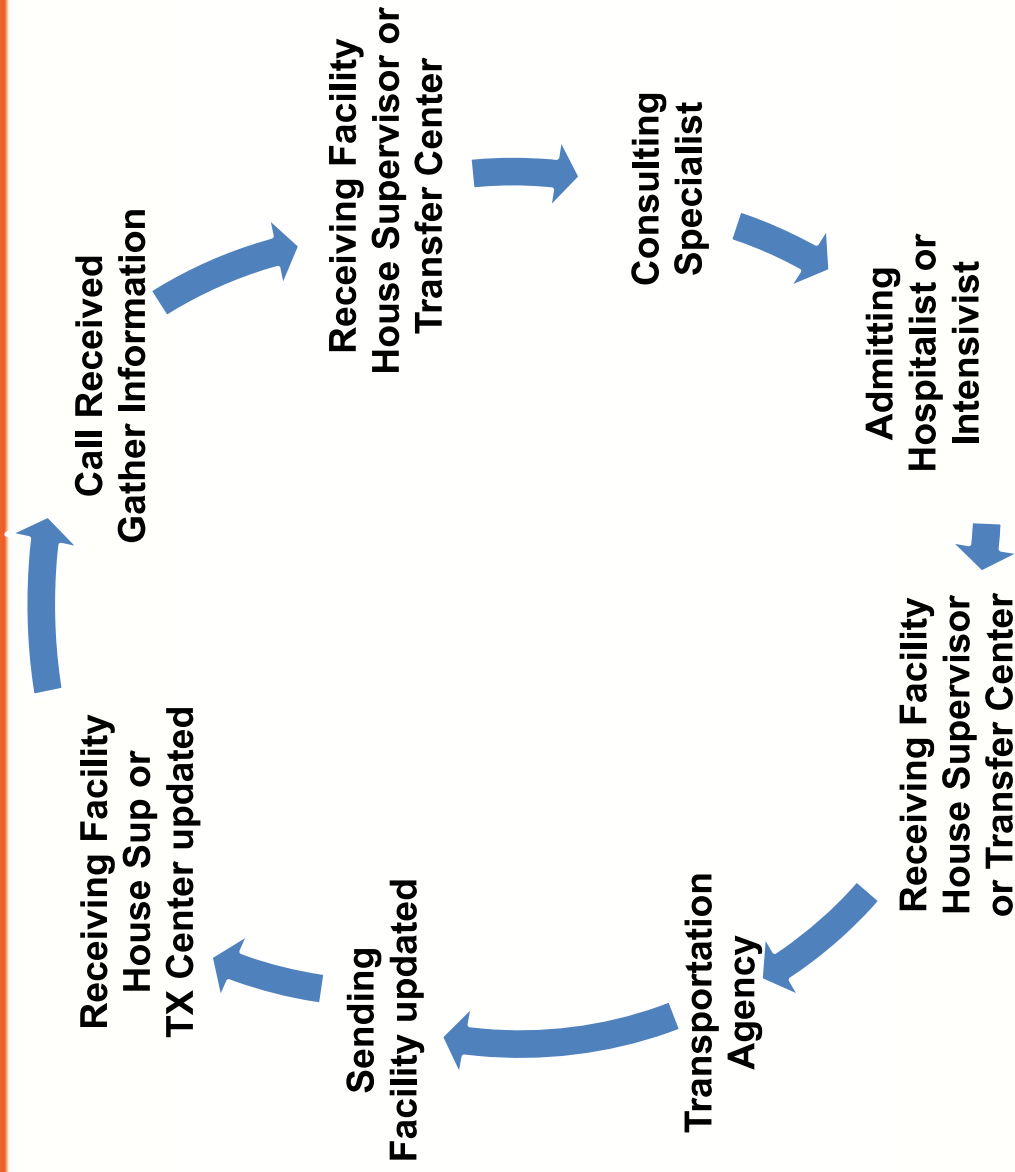 Call Received
Gather Information
Receiving Facility
House Supervisor or
Transfer Center
Consulting
Specialist
Admitting
Hospitalist or
Intensivist
Receiving Facility
House Supervisor
or Transfer Center
Transportation
Agency
Sending
Facility updated
Receiving Facility
House Sup or
TX Center updated